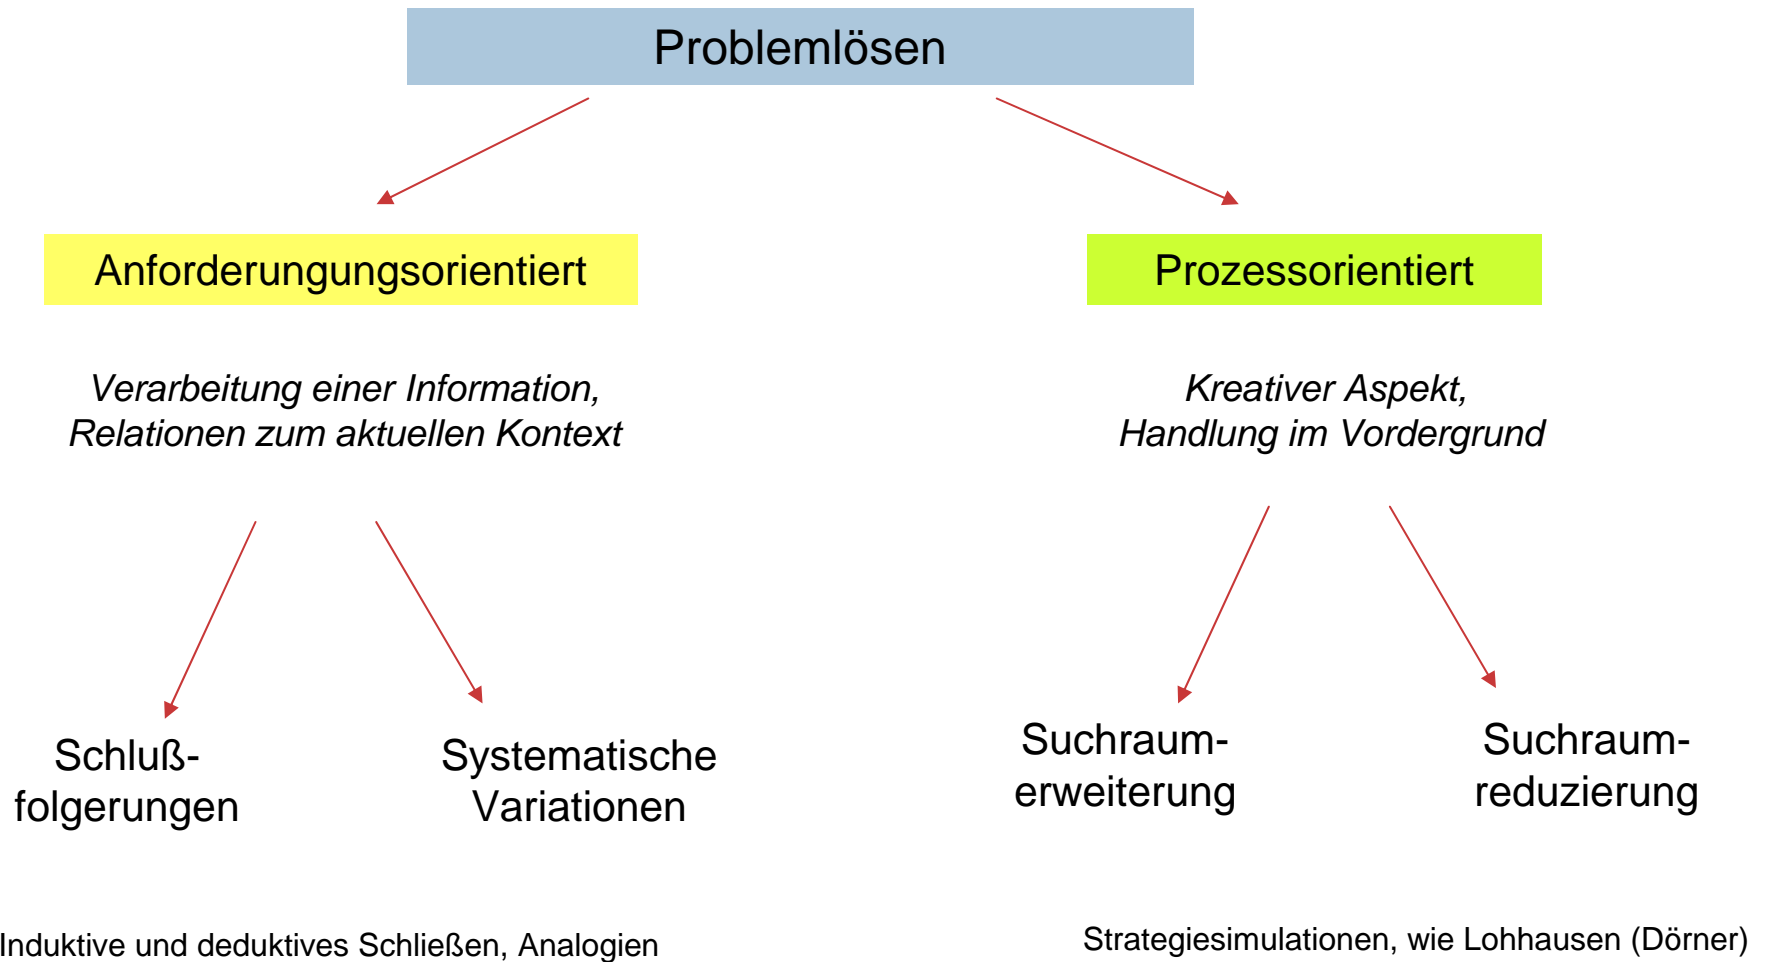 Problemlösen
Anforderungungsorientiert
Prozessorientiert
Verarbeitung einer Information,
Relationen zum aktuellen Kontext
Kreativer Aspekt,
Handlung im Vordergrund
Schluß-
folgerungen
Systematische
Variationen
Suchraum-
erweiterung
Suchraum-
reduzierung
Induktive und deduktives Schließen, Analogien
Strategiesimulationen, wie Lohhausen (Dörner)